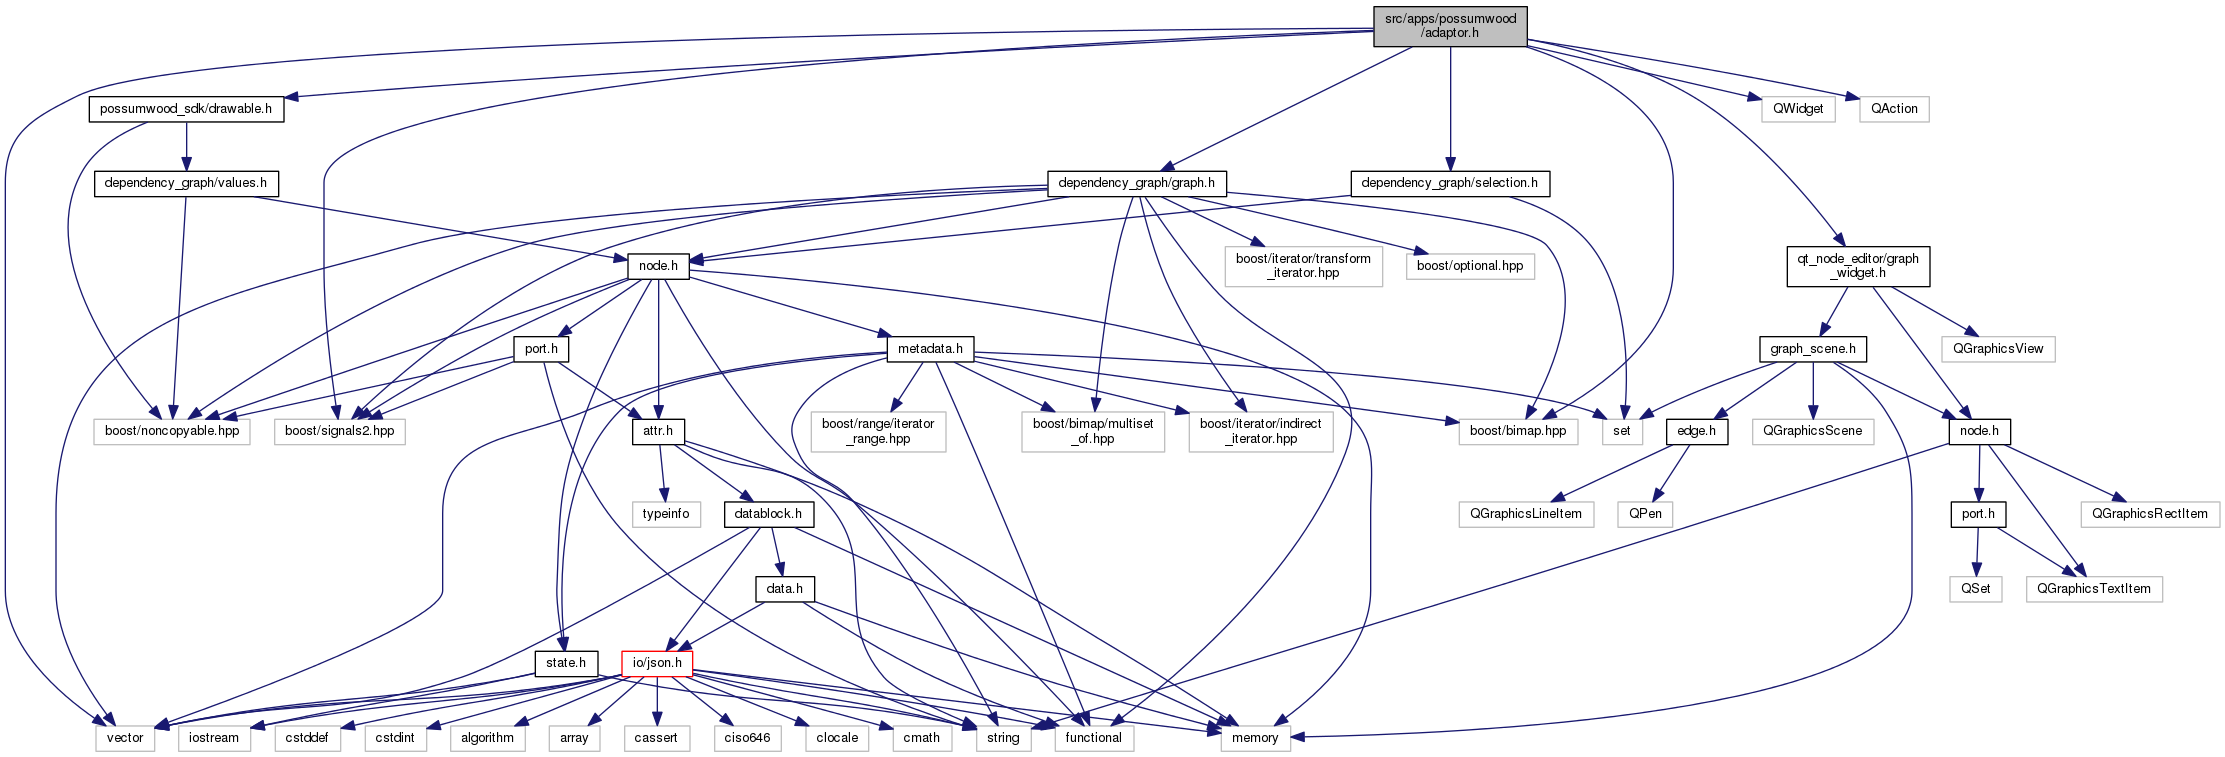 src/apps/possumwood
/adaptor.h
possumwood_sdk/drawable.h
QWidget
QAction
dependency_graph/values.h
dependency_graph/graph.h
dependency_graph/selection.h
node.h
boost/iterator/transform
_iterator.hpp
boost/optional.hpp
qt_node_editor/graph
_widget.h
port.h
metadata.h
graph_scene.h
QGraphicsView
boost/noncopyable.hpp
boost/signals2.hpp
attr.h
boost/range/iterator
_range.hpp
boost/bimap/multiset
_of.hpp
boost/iterator/indirect
_iterator.hpp
boost/bimap.hpp
set
edge.h
QGraphicsScene
node.h
typeinfo
datablock.h
QGraphicsLineItem
QPen
port.h
QGraphicsRectItem
data.h
QSet
QGraphicsTextItem
state.h
io/json.h
vector
iostream
cstddef
cstdint
algorithm
array
cassert
ciso646
clocale
cmath
string
functional
memory